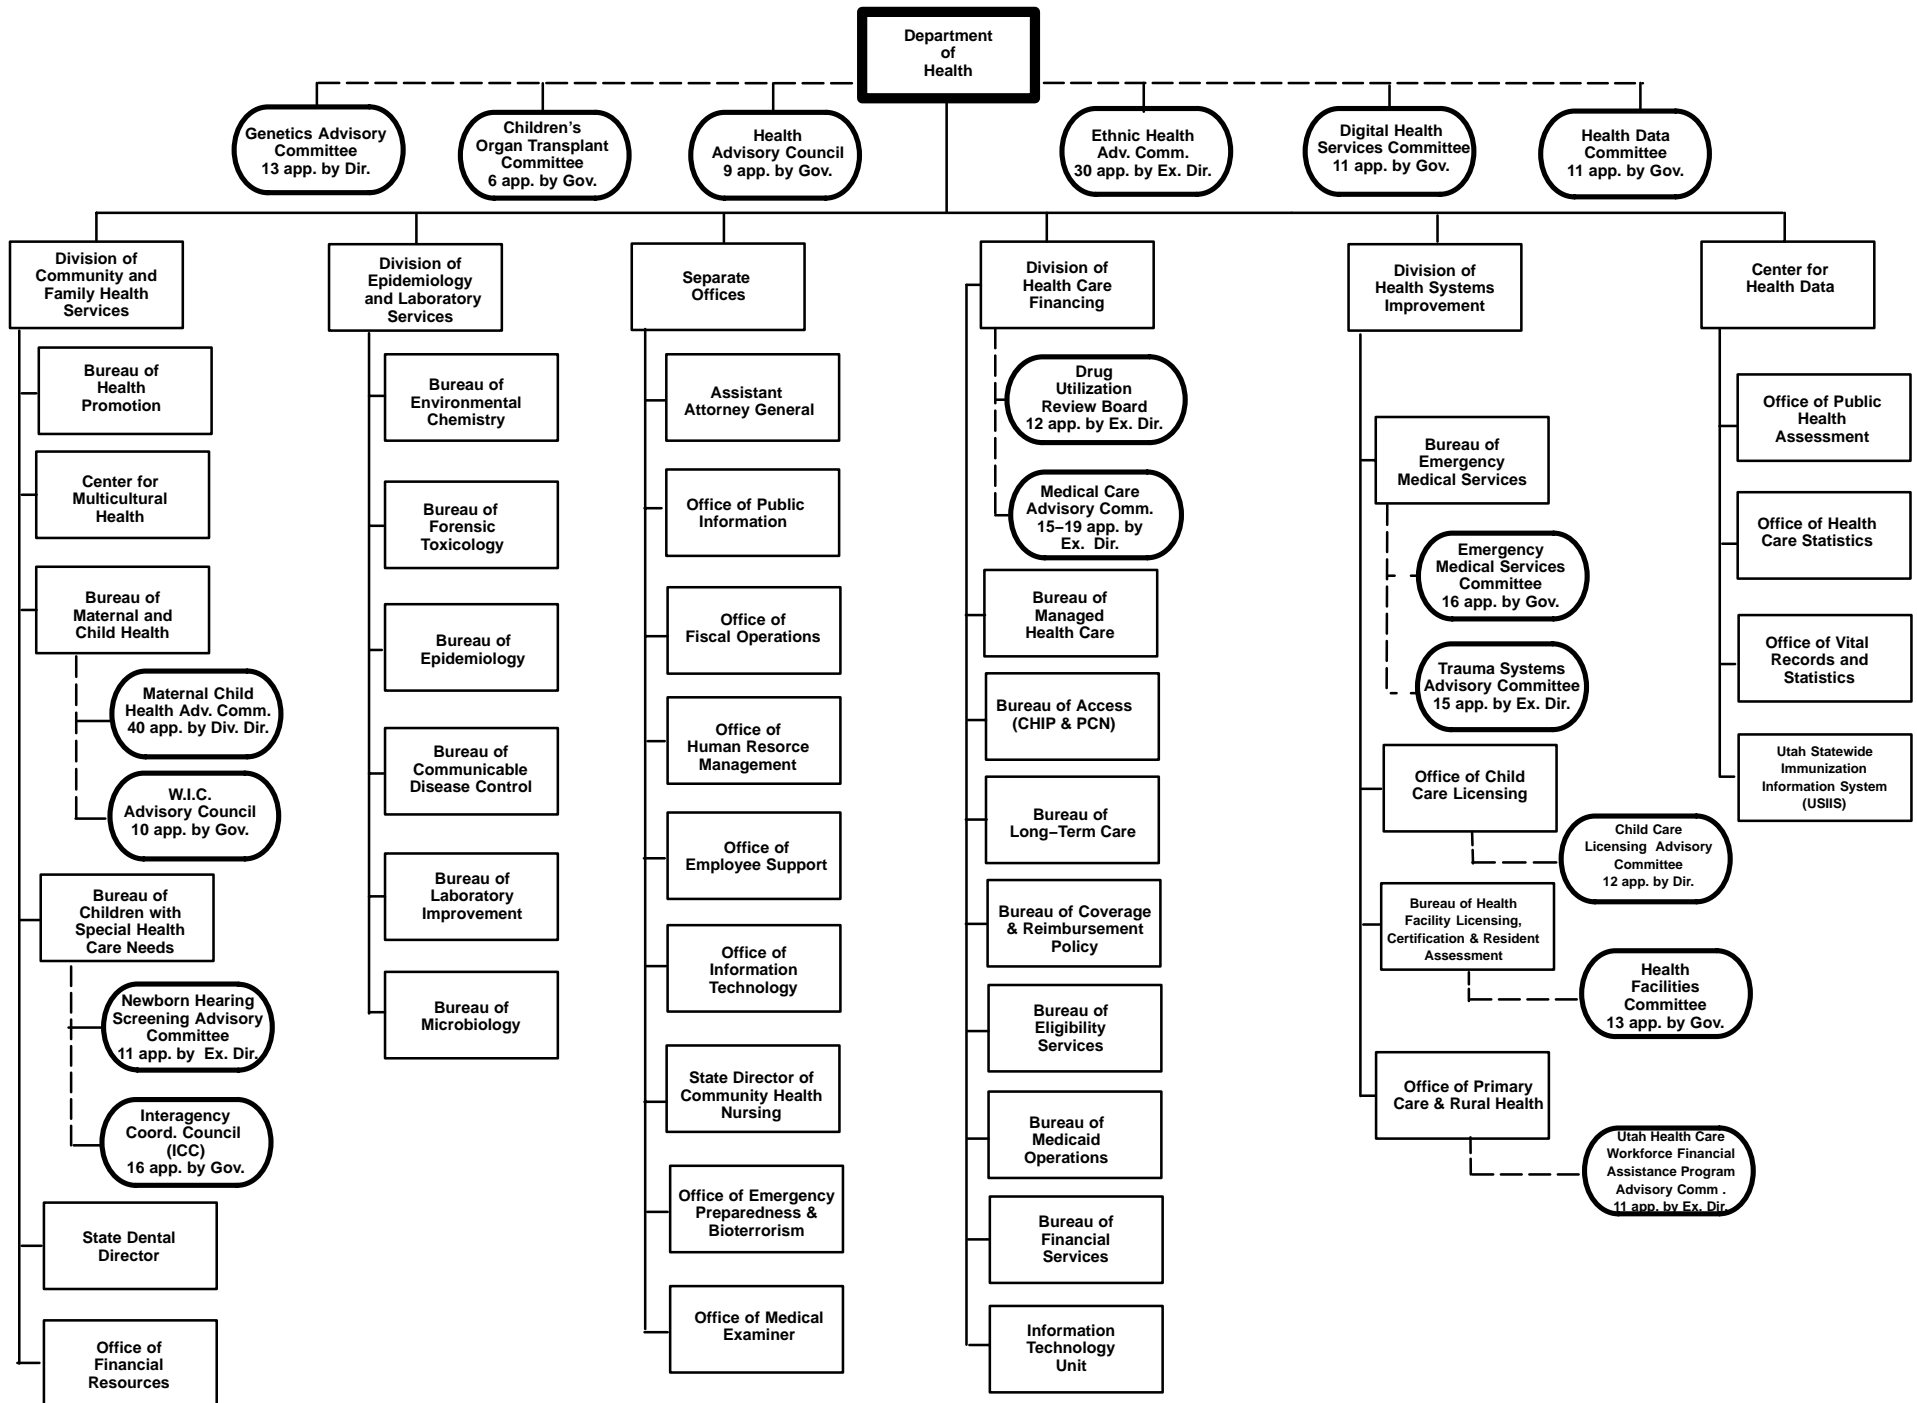 Department
of
Health
Genetics Advisory
Committee
13 app. by Dir.
Children's
Organ Transplant
Committee
6 app. by Gov.
Health
Advisory Council
9 app. by Gov.
Ethnic Health
Adv. Comm.
30 app. by Ex. Dir.
Digital Health
Services Committee
11 app. by Gov.
Health Data
Committee
11 app. by Gov.
Division of
Community and
Family Health
Services
Bureau of
Health
Promotion
Center for
Multicultural
Health
Bureau of
Maternal and
Child Health
Maternal Child
Health Adv. Comm.
40 app. by Div. Dir.
W.I.C.
Advisory Council
10 app. by Gov.
Bureau of
Children with
Special Health
Care Needs
Newborn Hearing
Screening Advisory
Committee
11 app. by Ex. Dir.
Interagency
Coord. Council
(ICC)
16 app. by Gov.
State Dental
Director
Office of
Financial
Resources
Division of
Epidemiology
and Laboratory
Services
Bureau of
Environmental
Chemistry
Bureau of
Forensic
Toxicology
Bureau of
Epidemiology
Bureau of
Communicable
Disease Control
Bureau of
Laboratory
Improvement
Bureau of
Microbiology
Separate
Offices
Assistant
Attorney General
Office of Public
Information
Office of
Fiscal Operations
Office of
Human Resorce
Management
Office of
Employee Support
Office of
Information
Technology
State Director of
Community Health
Nursing
Office of Emergency
Preparedness &
Bioterrorism
Office of Medical
Examiner
Division of
Health Care
Financing
Drug
Utilization
Review Board
12 app. by Ex. Dir.
Medical Care
Advisory Comm.
15–19 app. by
Ex. Dir.
Bureau of
Managed
Health Care
Bureau of Access
(CHIP & PCN)
Bureau of
Long–Term Care
Bureau of Coverage
& Reimbursement
Policy
Bureau of
Eligibility
Services
Bureau of
Medicaid
Operations
Bureau of
Financial
Services
Information
Technology
Unit
Division of
Health Systems
Improvement
Bureau of
Emergency
Medical Services
Emergency
Medical Services
Committee
16 app. by Gov.
Trauma Systems
Advisory Committee
15 app. by Ex. Dir.
Office of Child
Care Licensing
Child Care
Licensing Advisory
Committee
12 app. by Dir.
Bureau of Health
Facility Licensing,
Certification & Resident
Assessment
Health
Facilities
Committee
13 app. by Gov.
Office of Primary
Care & Rural Health
Utah Health Care
Workforce Financial
Assistance Program
Advisory Comm .
11 app. by Ex. Dir.
Center for
Health Data
Office of Public
Health
Assessment
Office of Health
Care Statistics
Office of Vital
Records and
Statistics
Utah Statewide
Immunization
Information System
(USIIS)